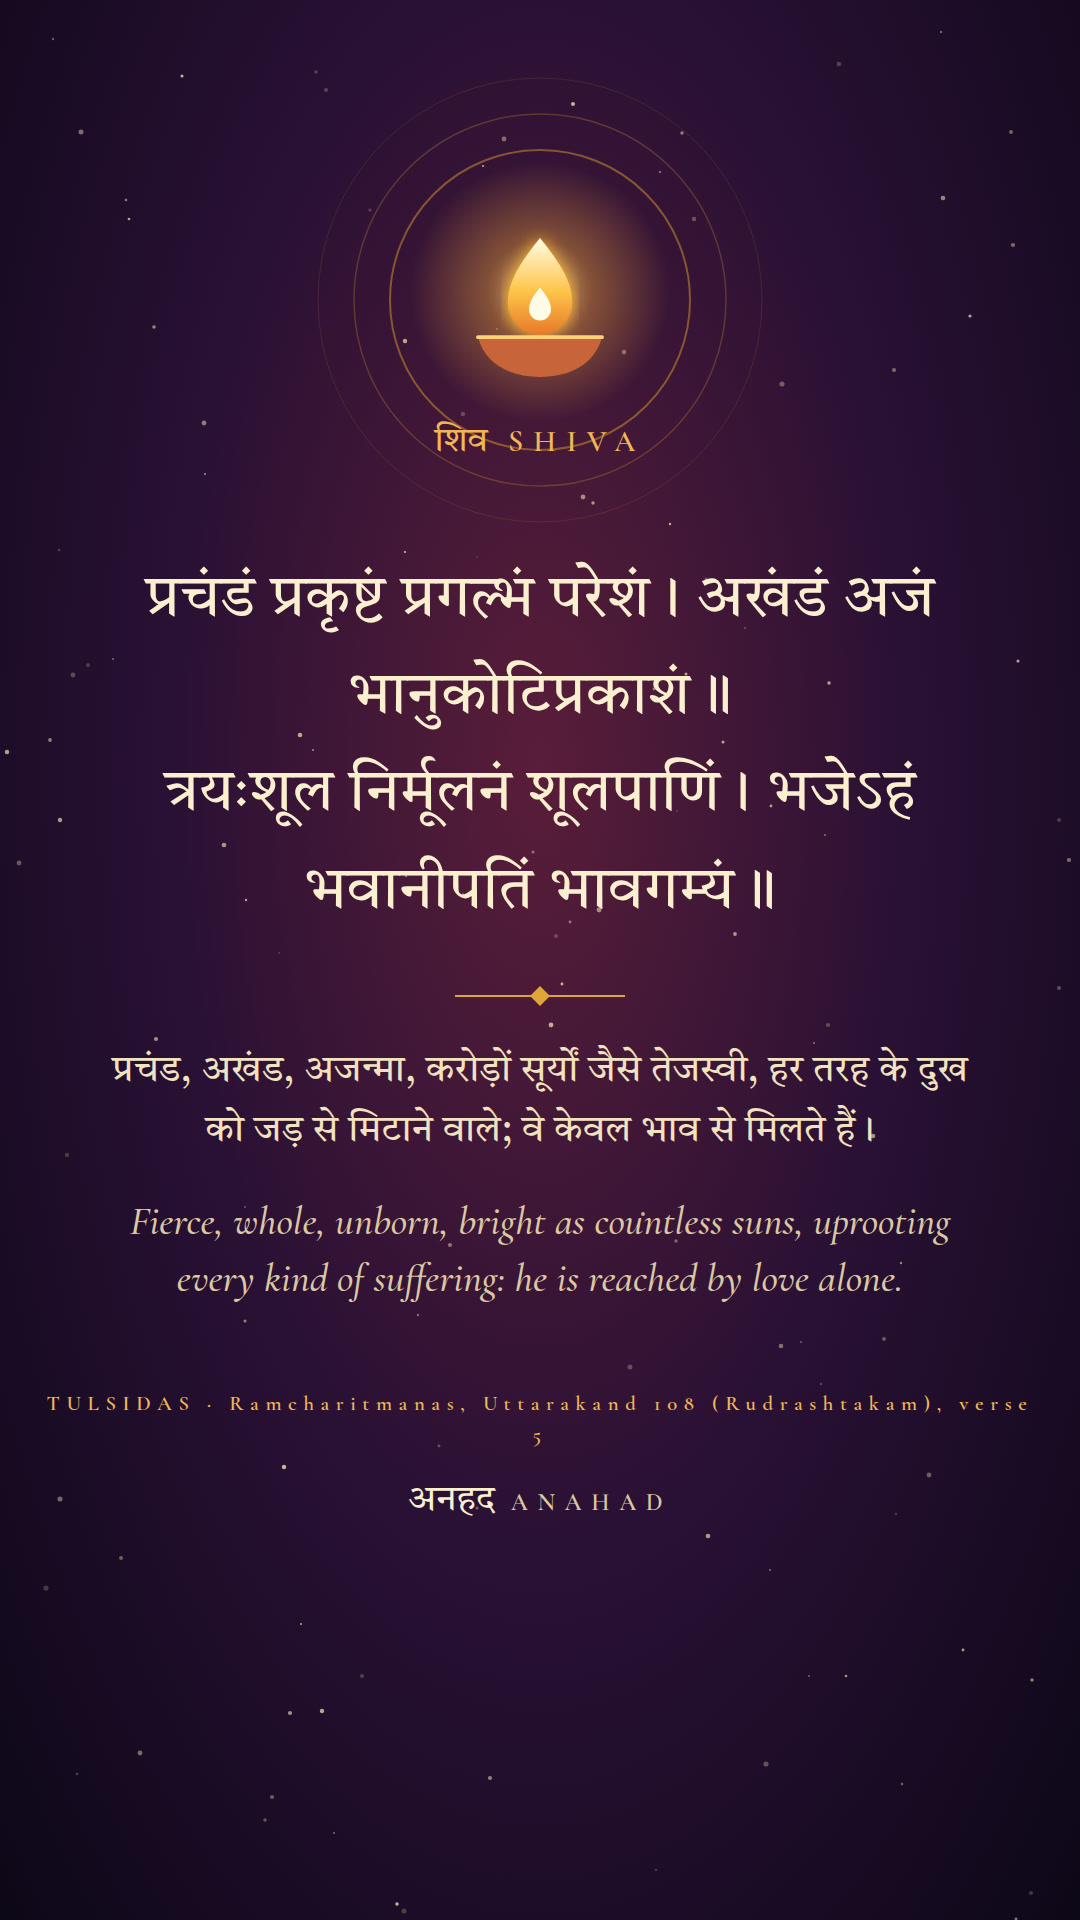 शिव SHIVA
प्रचंडं प्रकृष्टं प्रगल्भं परेशं। अखंडं अजं
भानुकोटिप्रकाशं॥
त्रयःशूल निर्मूलनं शूलपाणिं। भजेऽहं
भवानीपतिं भावगम्यं॥
प्रचंड, अखंड, अजन्मा, करोड़ों सूर्यों जैसे तेजस्वी, हर तरह के दुख
को जड़ से मिटाने वाले; वे केवल भाव से मिलते हैं।
Fierce, whole, unborn, bright as countless suns, uprooting
every kind of suffering: he is reached by love alone.
TULSIDAS · Ramcharitmanas, Uttarakand 108 (Rudrashtakam), verse
5
अनहद ANAHAD